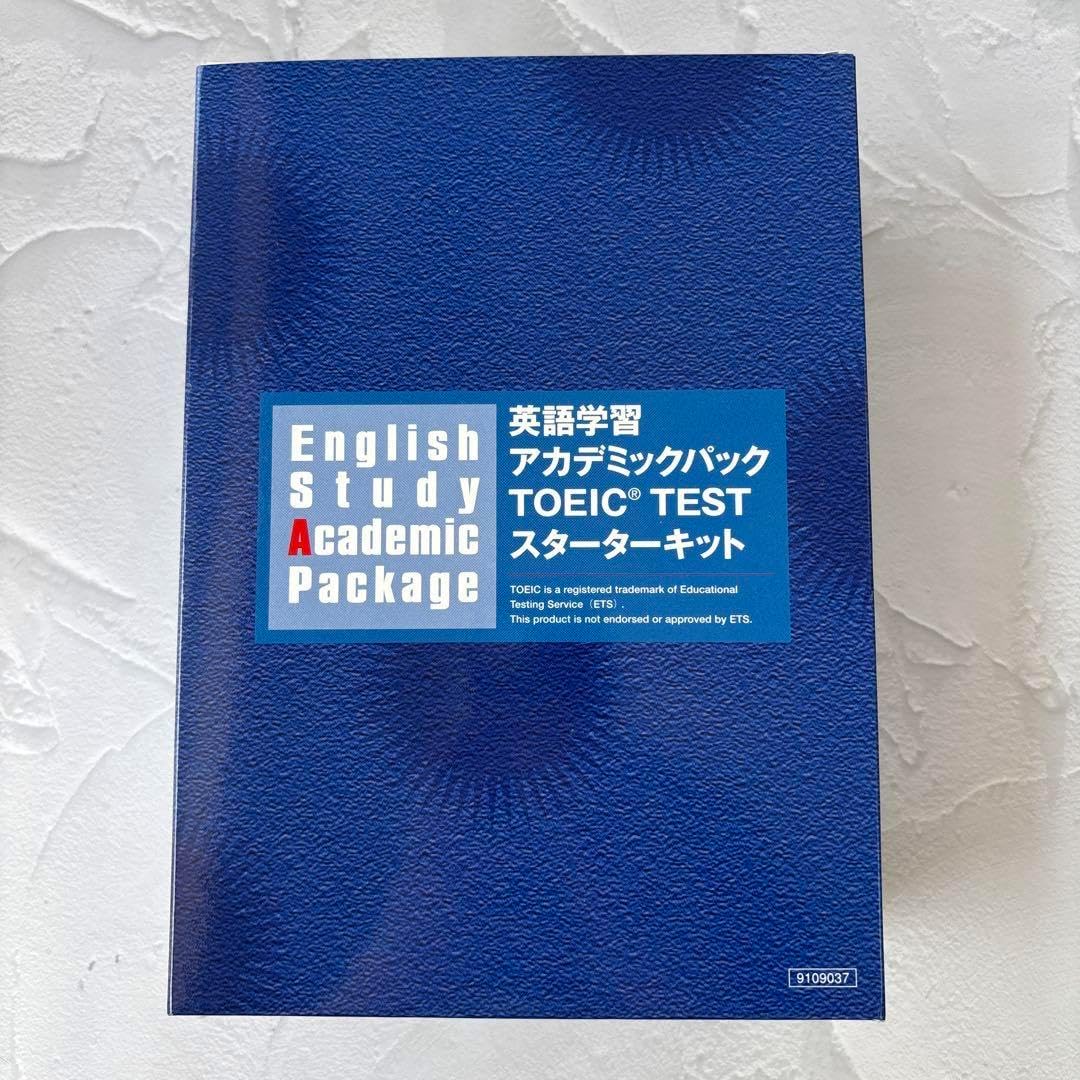 English
Study
Academic
Package
英語学習
アカデミックパック
TOEIC® TEST
スターターキット
TOEIC is a registered trademark of Educational
Testing Service（ETS）.
This product is not endorsed or approved by ETS.
9109037